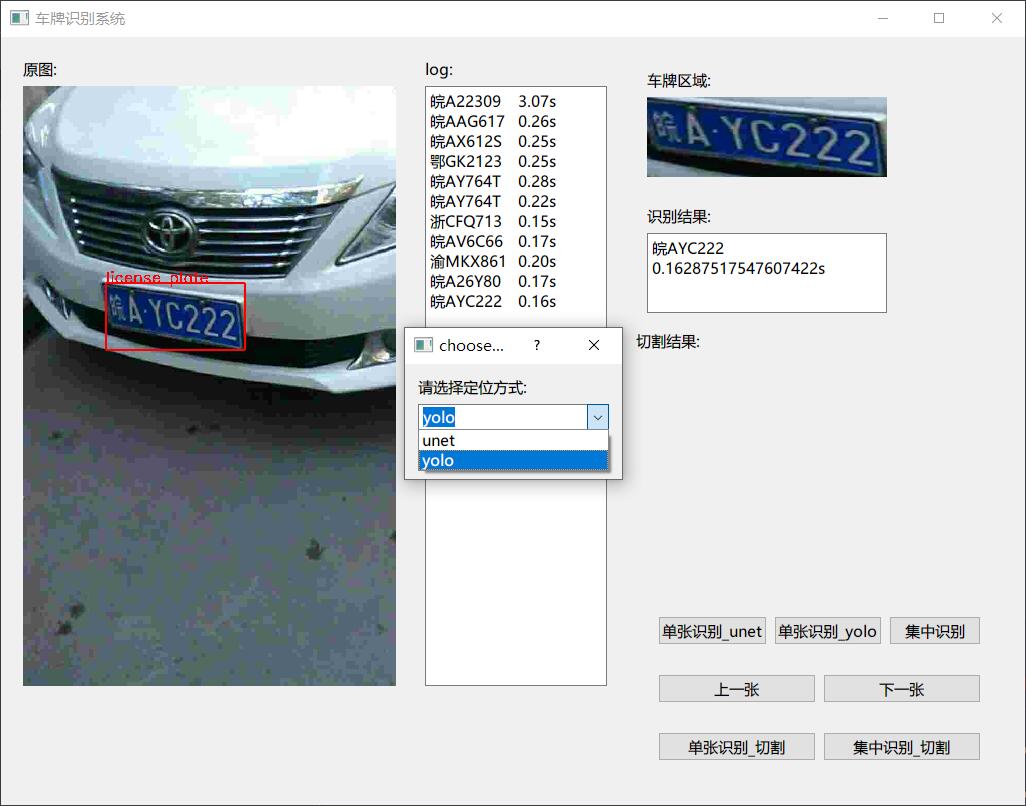 车牌识别系统
原图:
license_plate
皖A·YC222
log:
皖A22309 3.07s
皖AAG617 0.26s
皖AX612S 0.25s
鄂GK2123 0.25s
皖AY764T 0.28s
皖AY764T 0.22s
浙CFQ713 0.15s
皖AV6C66 0.17s
渝MKX861 0.20s
皖A26Y80 0.17s
皖AYC222 0.16s
choose...
?
请选择定位方式:
yolo
unet
yolo
车牌区域:
皖A·YC222
识别结果:
皖AYC222
0.16287517547607422s
切割结果:
单张识别_unet 单张识别_yolo 集中识别
上一张 下一张
单张识别_切割 集中识别_切割